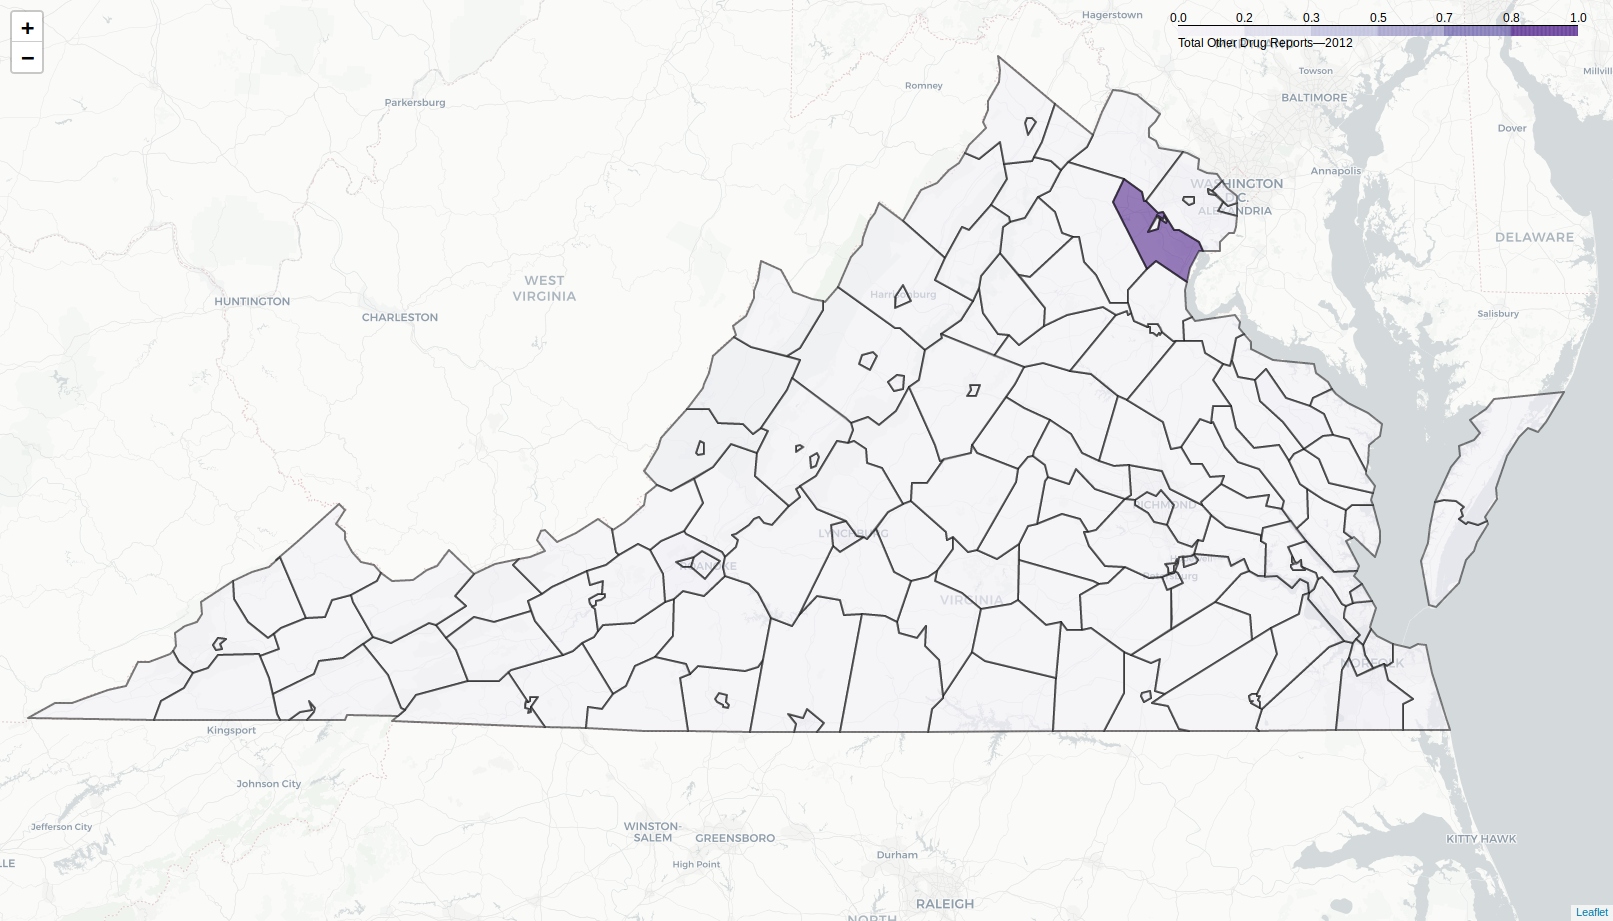 +
−
Hagerstown
0.0 0.2 0.3 0.5 0.7 0.8 1.0
Total Other Drug Reports—2012
Towson
Millvill
Romney
BALTIMORE
Parkersburg
Dover
Annapolis
WASHINGTON
D.C.
ALEXANDRIA
DELAWARE
WEST
VIRGINIA
Harrisonburg
HUNTINGTON
CHARLESTON
Salisbury
RICHMOND
LYNCHBURG
ROANOKE
Petersburg
VIRGINIA
NORFOLK
Kingsport
Johnson City
Jefferson City
WINSTON-
SALEM
GREENSBORO
KITTY HAWK
Durham
LLE
High Point
RALEIGH
NORTH
Leaflet